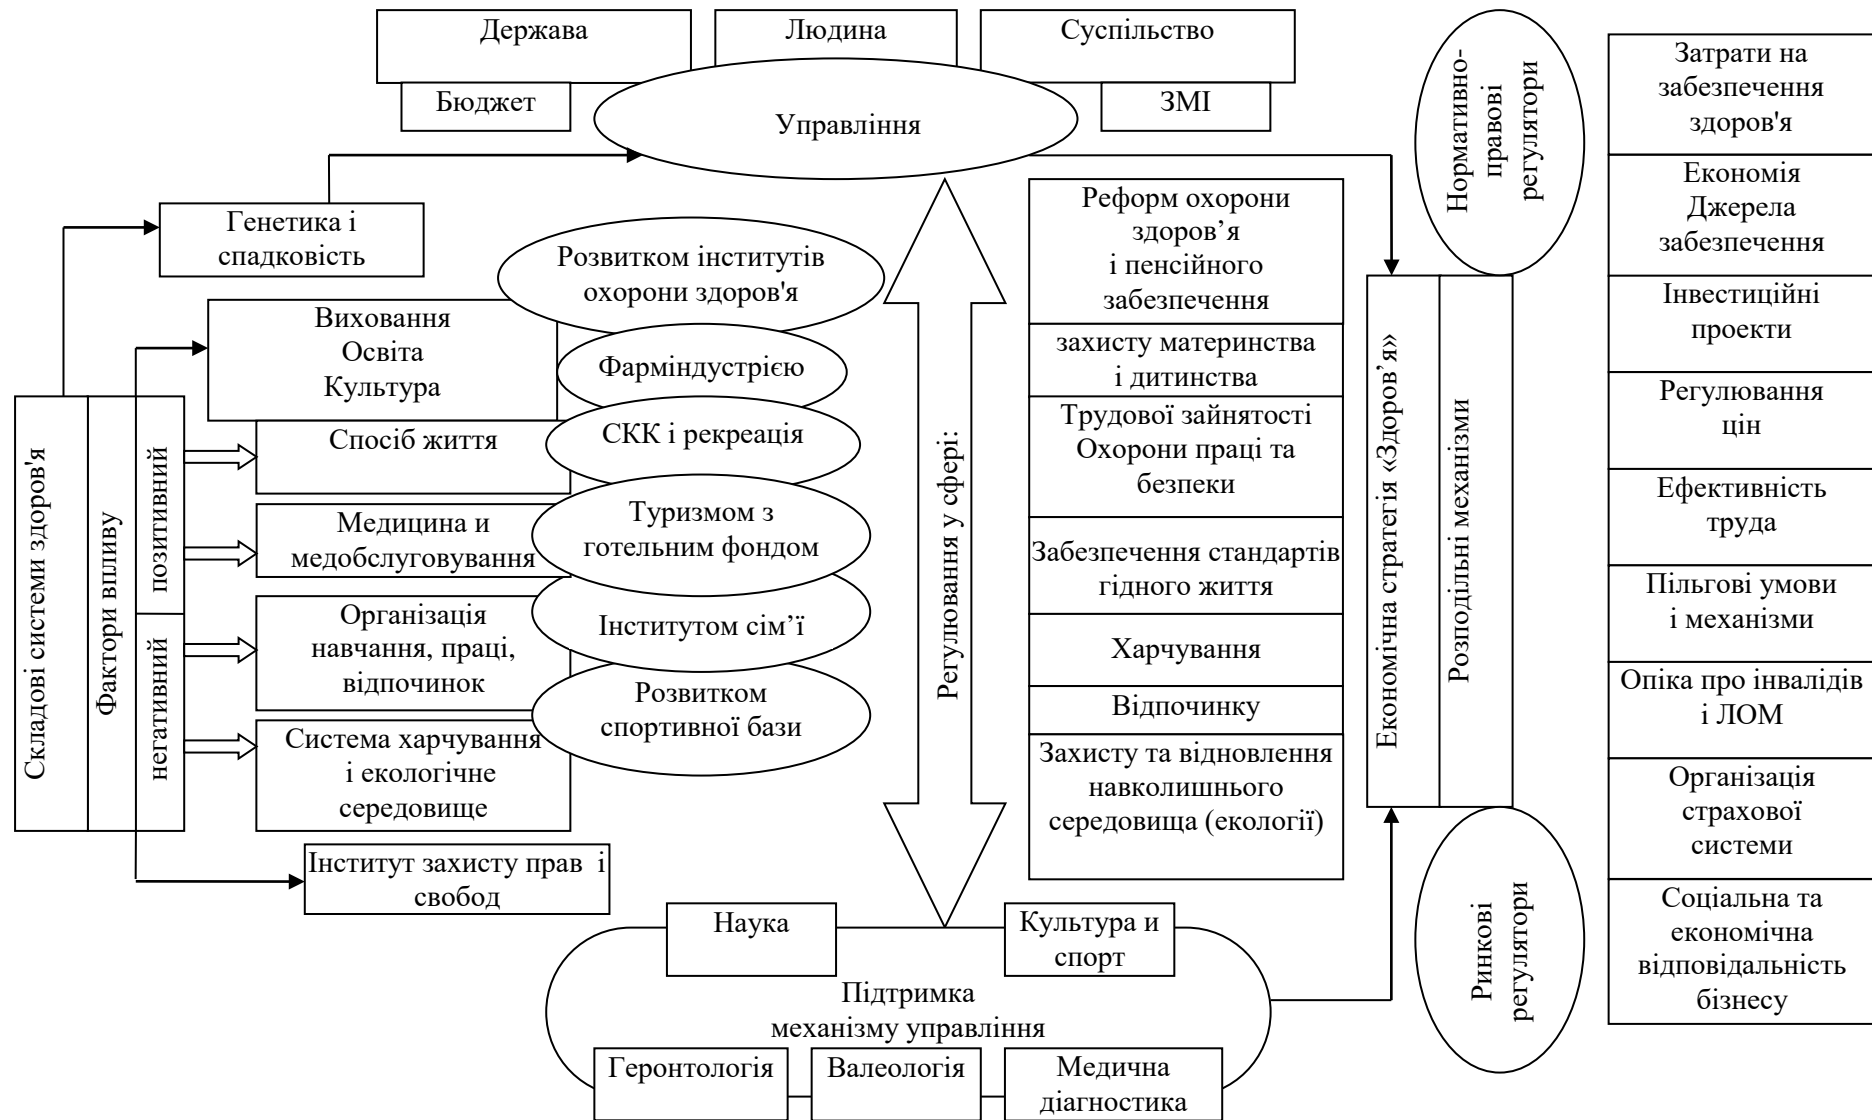 Держава
Людина
Суспільство
Бюджет
Управління
ЗМІ
Генетика і
спадковість
Виховання
Освіта
Культура
Спосіб життя
Медицина и
медобслуговування
Організація
навчання, праці,
відпочинок
Система харчування
і екологічне
середовище
Інститут захисту прав і
свобод
Складові системи здоров'я
Фактори впливу
позитивний
негативний
Розвитком інститутів
охорони здоров'я
Фарміндустрією
СКК і рекреація
Туризмом з
готельним фондом
Інститутом сім’ї
Розвитком
спортивної бази
Регулювання у сфері:
Реформ охорони
здоров’я
і пенсійного
забезпечення
захисту материнства
і дитинства
Трудової зайнятості
Охорони праці та
безпеки
Забезпечення стандартів
гідного життя
Харчування
Відпочинку
Захисту та відновлення
навколишнього
середовища (екології)
Економічна стратегія «Здоров’я»
Розподільні механізми
Нормативно-
правові
регулятори
Ринкові
регулятори
Затрати на
забезпечення
здоров'я
Економія
Джерела
забезпечення
Інвестиційні
проекти
Регулювання
цін
Ефективність
труда
Пільгові умови
і механізми
Опіка про інвалідів
і ЛОМ
Організація
страхової
системи
Соціальна та
економічна
відповідальність
бізнесу
Наука
Культура и
спорт
Підтримка
механізму управління
Геронтологія
Валеологія
Медична
діагностика